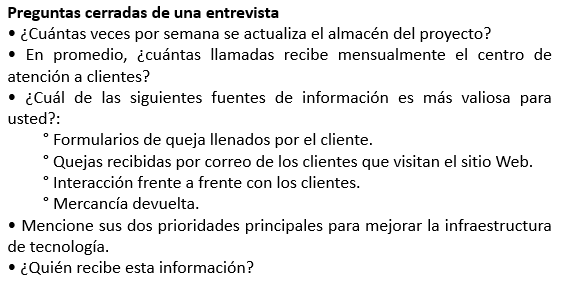 Preguntas cerradas de una entrevista
• ¿Cuántas veces por semana se actualiza el almacén del proyecto?
• En promedio, ¿cuántas llamadas recibe mensualmente el centro de
atención a clientes?
• ¿Cuál de las siguientes fuentes de información es más valiosa para
usted?:
° Formularios de queja llenados por el cliente.
° Quejas recibidas por correo de los clientes que visitan el sitio Web.
° Interacción frente a frente con los clientes.
° Mercancía devuelta.
• Mencione sus dos prioridades principales para mejorar la infraestructura
de tecnología.
• ¿Quién recibe esta información?